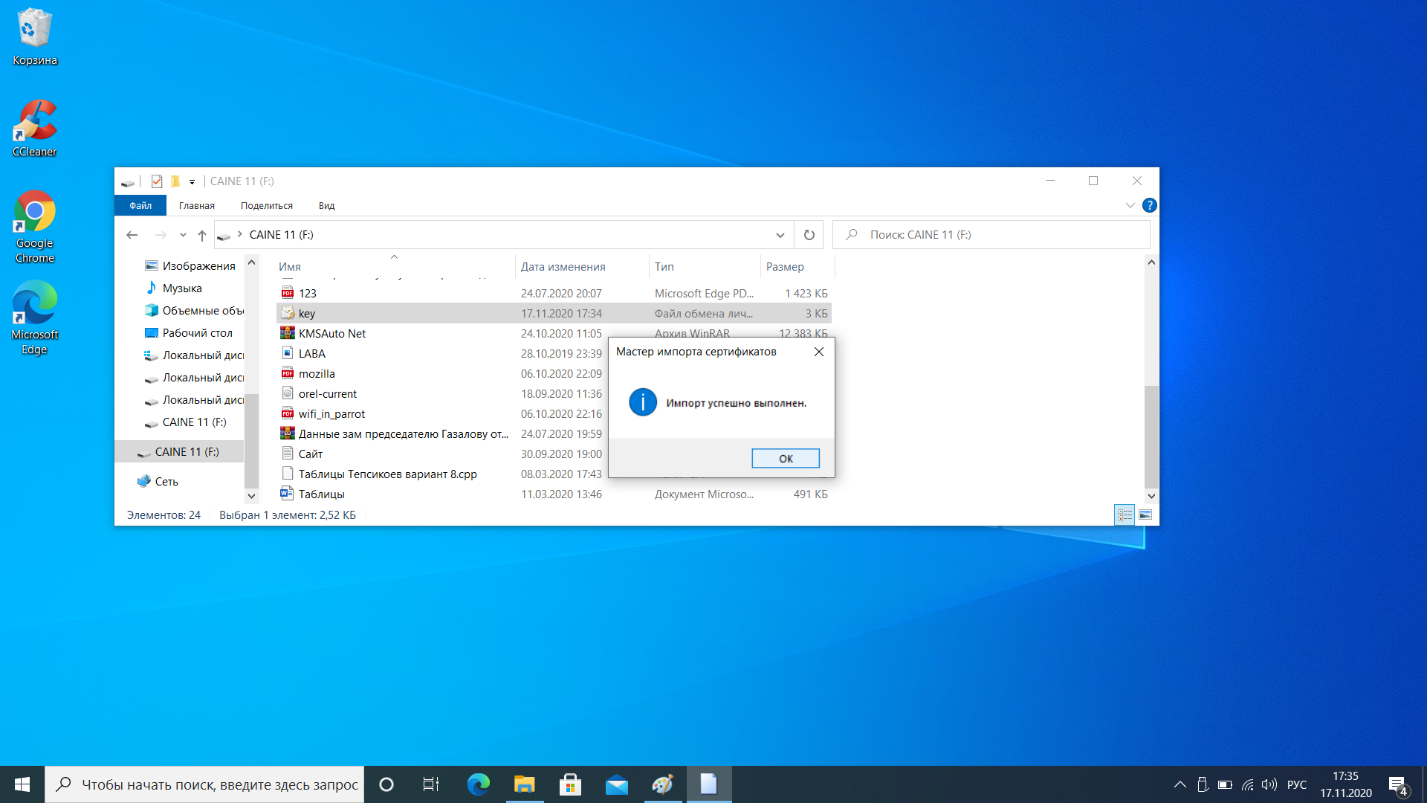 Корзина
CCleaner
Google
Chrome
Microsoft
Edge
CAINE 11 (F:)
Файл
Главная
Поделиться
Вид
CAINE 11 (F:)
Поиск: CAINE 11 (F:)
Изображения
Музыка
Объемные объ
Рабочий стол
Локальный дис
Локальный дис
Локальный дис
CAINE 11 (F:)
CAINE 11 (F:)
Сеть
Имя Дата изменения Тип Размер
123 24.07.2020 20:07 Microsoft Edge PD... 1 423 КБ
key 17.11.2020 17:34 Файл обмена лич... 3 КБ
KMSAuto Net 24.10.2020 11:05 Архив WinRAR 12 383 КБ
LABA 28.10.2019 23:39
mozilla 06.10.2020 22:09
orel-current 18.09.2020 11:36
wifi_in_parrot 06.10.2020 22:16
Данные зам председателю Газалову от... 24.07.2020 19:59
Сайт 30.09.2020 19:00
Таблицы Тепсикоев вариант 8.cpp 08.03.2020 17:43
Таблицы 11.03.2020 13:46 Документ Microso... 491 КБ
Элементов: 24 Выбран 1 элемент: 2,52 КБ
Мастер импорта сертификатов
Импорт успешно выполнен.
ОК
Чтобы начать поиск, введите здесь запрос
РУС
17:35
17.11.2020
4